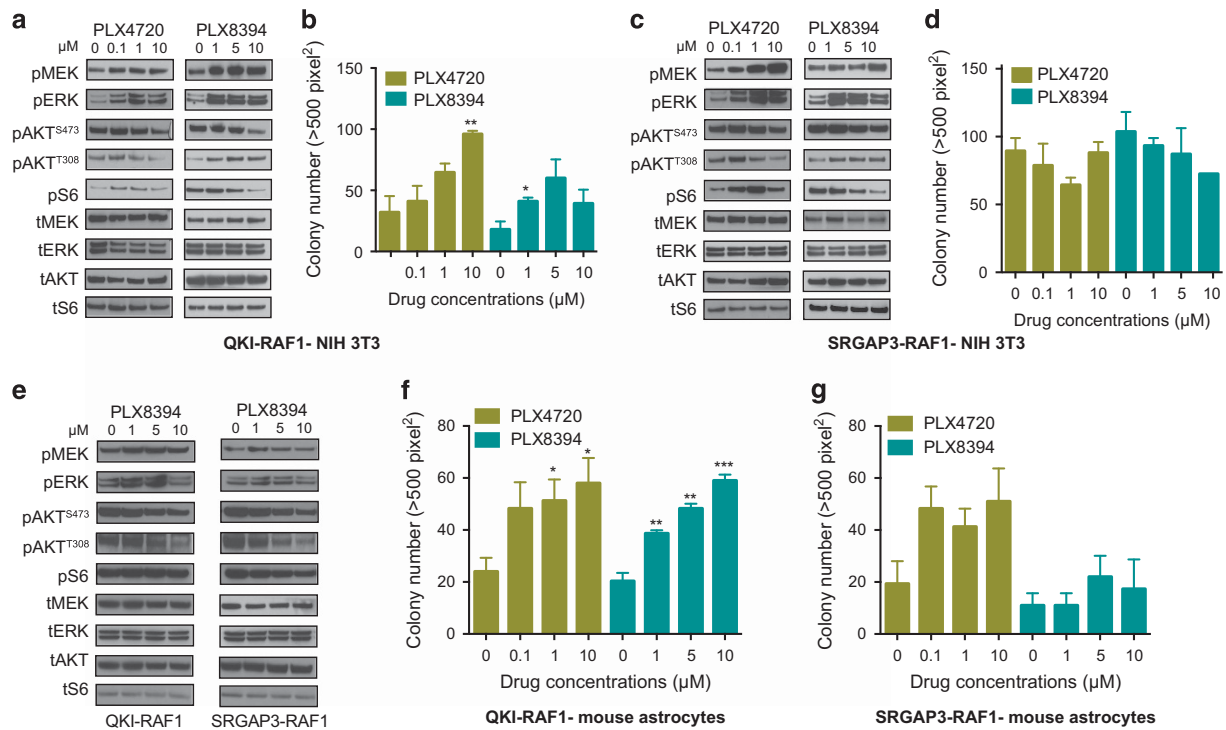 a
PLX4720 PLX8394
µM 0 0.1 1 10 0 1 5 10
pMEK
pERK
pAKTS473
pAKTT308
pS6
tMEK
tERK
tAKT
tS6
b
150
100
50
0
Colony number (>500 pixel2)
PLX4720
PLX8394
**
*
0.1 1 10 0 1 5 10
Drug concentrations (µM)
QKI-RAF1- NIH 3T3
c
PLX4720 PLX8394
µM 0 0.1 1 10 0 1 5 10
pMEK
pERK
pAKTS473
pAKTT308
pS6
tMEK
tERK
tAKT
tS6
d
150
100
50
0
Colony number (>500 pixel2)
PLX4720
PLX8394
0 0.1 1 10 0 1 5 10
Drug concentrations (µM)
SRGAP3-RAF1- NIH 3T3
e
PLX8394 PLX8394
µM 0 1 5 10 0 1 5 10
pMEK
pERK
pAKTS473
pAKTT308
pS6
tMEK
tERK
tAKT
tS6
QKI-RAF1 SRGAP3-RAF1
f
80
60
40
20
0
Colony number (>500 pixel2)
PLX4720
PLX8394
* * ** ** ***
0 0.1 1 10 0 1 5 10
Drug concentrations (µM)
QKI-RAF1- mouse astrocytes
g
80
60
40
20
0
Colony number (>500 pixel2)
PLX4720
PLX8394
0 0.1 1 10 0 1 5 10
Drug concentrations (µM)
SRGAP3-RAF1- mouse astrocytes